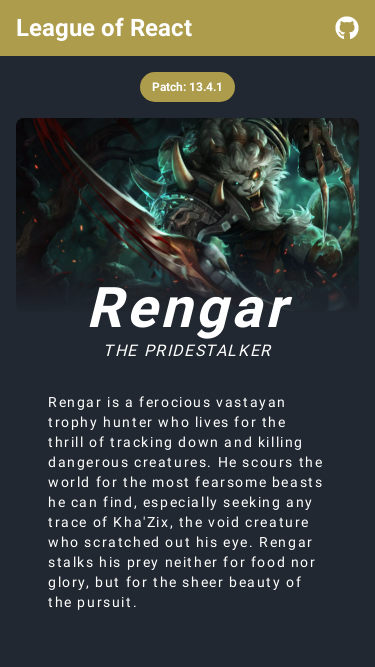 League of React
Patch: 13.4.1
Rengar
THE PRIDESTALKER
Rengar is a ferocious vastayan
trophy hunter who lives for the
thrill of tracking down and killing
dangerous creatures. He scours the
world for the most fearsome beasts
he can find, especially seeking any
trace of Kha'Zix, the void creature
who scratched out his eye. Rengar
stalks his prey neither for food nor
glory, but for the sheer beauty of
the pursuit.